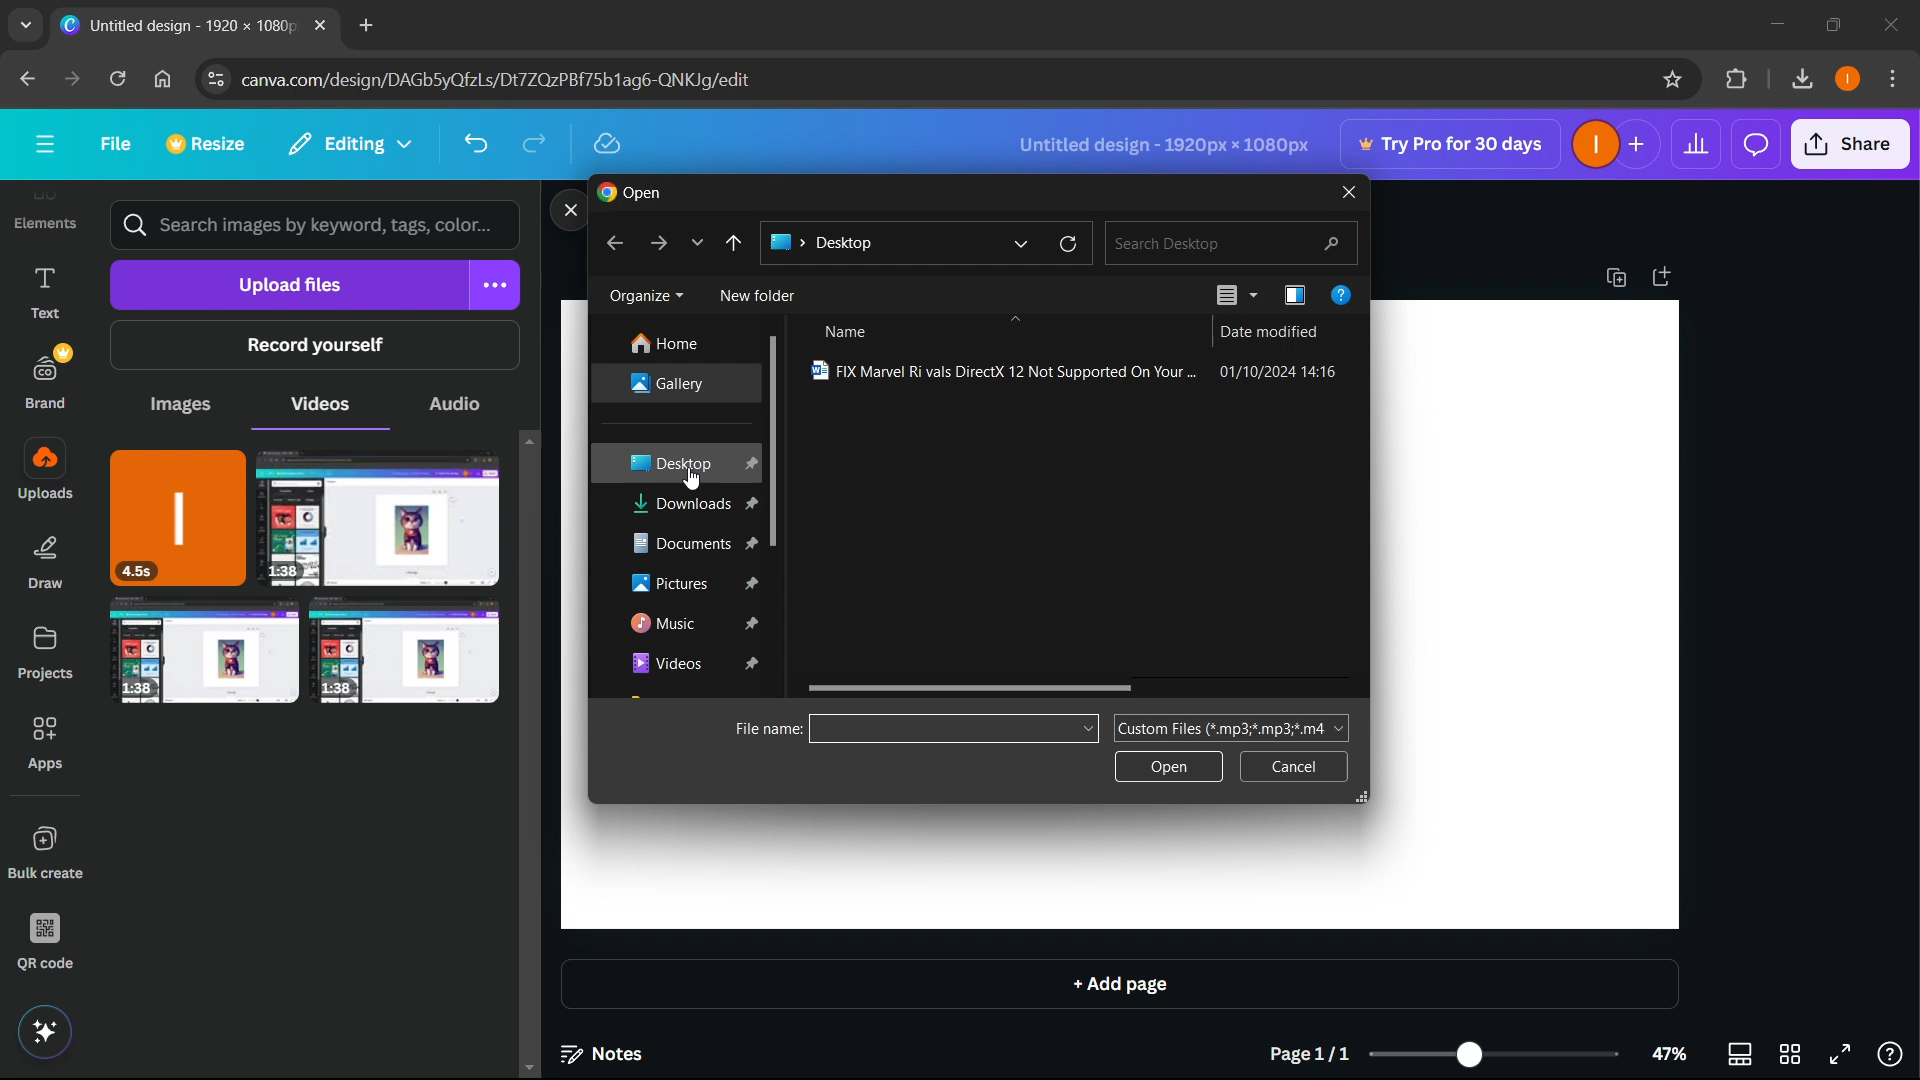 Untitled design - 1920 × 1080p
canva.com/design/DAGb5yQfzLs/Dt7ZQzPBf75b1ag6-QNKJg/edit
File
Resize
Editing
Untitled design - 1920px × 1080px
Try Pro for 30 days
I
Share
Elements
Text
Brand
Uploads
Draw
Projects
Apps
Bulk create
QR code
Search images by keyword, tags, color...
Upload files
Record yourself
Images
Videos
Audio
4.5s
1:38
1:38
1:38
Open
Desktop
Search Desktop
Organize
New folder
Home
Gallery
Desktop
Downloads
Documents
Pictures
Music
Videos
Name
Date modified
FIX Marvel Ri vals DirectX 12 Not Supported On Your ...
01/10/2024 14:16
File name:
Custom Files (*.mp3;*.mp3;*.m4
Open
Cancel
+ Add page
Notes
Page 1 / 1
47%